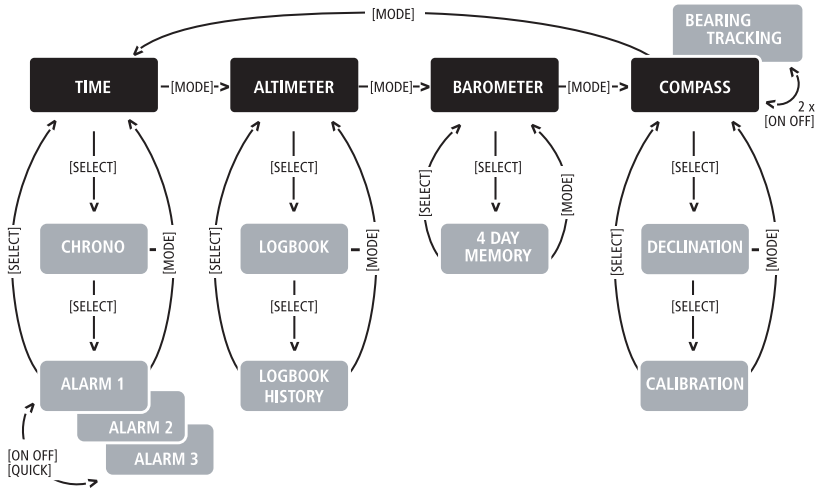 [MODE]
BEARING
TRACKING
TIME
[MODE]
ALTIMETER
[MODE]
BAROMETER
[MODE]
COMPASS
2 x
[ON OFF]
[SELECT]
[SELECT]
[SELECT]
[SELECT]
[SELECT]
CHRONO
[MODE]
[SELECT]
LOGBOOK
[MODE]
[SELECT]
4 DAY
MEMORY
[MODE]
[SELECT]
DECLINATION
[MODE]
[SELECT]
[SELECT]
[SELECT]
ALARM 1
ALARM 2
ALARM 3
LOGBOOK
HISTORY
CALIBRATION
[ON OFF]
[QUICK]